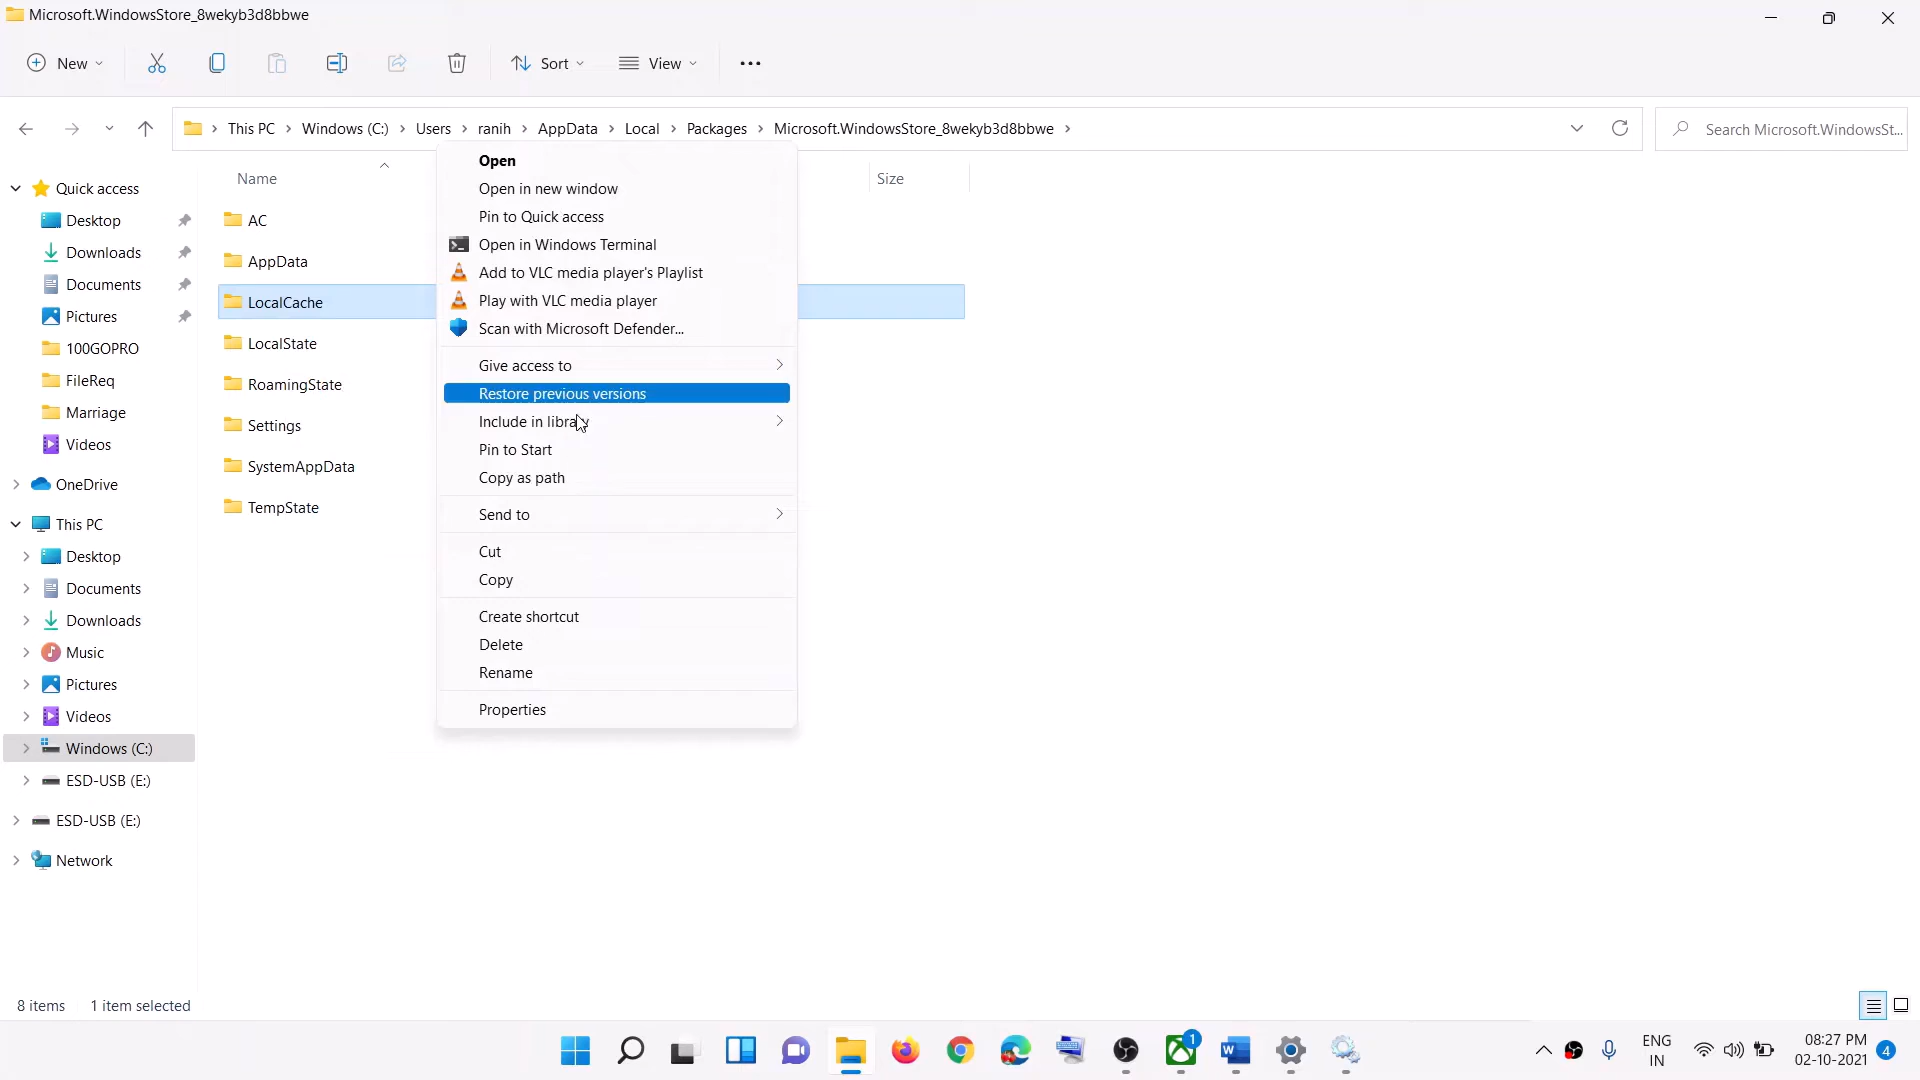 Microsoft.WindowsStore_8wekyb3d8bbwe
New
Sort
View
This PC
Windows (C:)
Users
ranih
AppData
Local
Packages
Microsoft.WindowsStore_8wekyb3d8bbwe
Search Microsoft.WindowsSt...
Name
Size
Quick access
Desktop
Downloads
Documents
Pictures
100GOPRO
FileReq
Marriage
Videos
OneDrive
This PC
Desktop
Documents
Downloads
Music
Pictures
Videos
Windows (C:)
ESD-USB (E:)
ESD-USB (E:)
Network
AC
AppData
LocalCache
LocalState
RoamingState
Settings
SystemAppData
TempState
Open
Open in new window
Pin to Quick access
Open in Windows Terminal
Add to VLC media player's Playlist
Play with VLC media player
Scan with Microsoft Defender...
Give access to
Restore previous versions
Include in library
Pin to Start
Copy as path
Send to
Cut
Copy
Create shortcut
Delete
Rename
Properties
8 items
1 item selected
1
ENG
IN
08:27 PM
02-10-2021
4